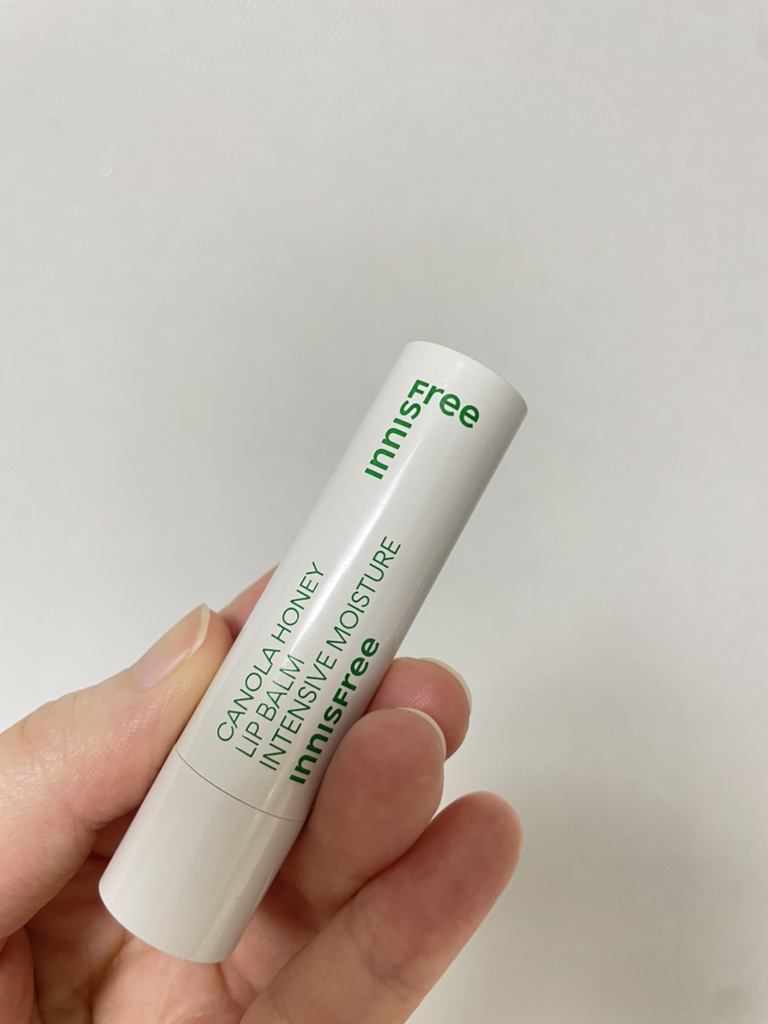 innisFree
CANOLA HONEY
LIP BALM
INTENSIVE MOISTURE
innisFree